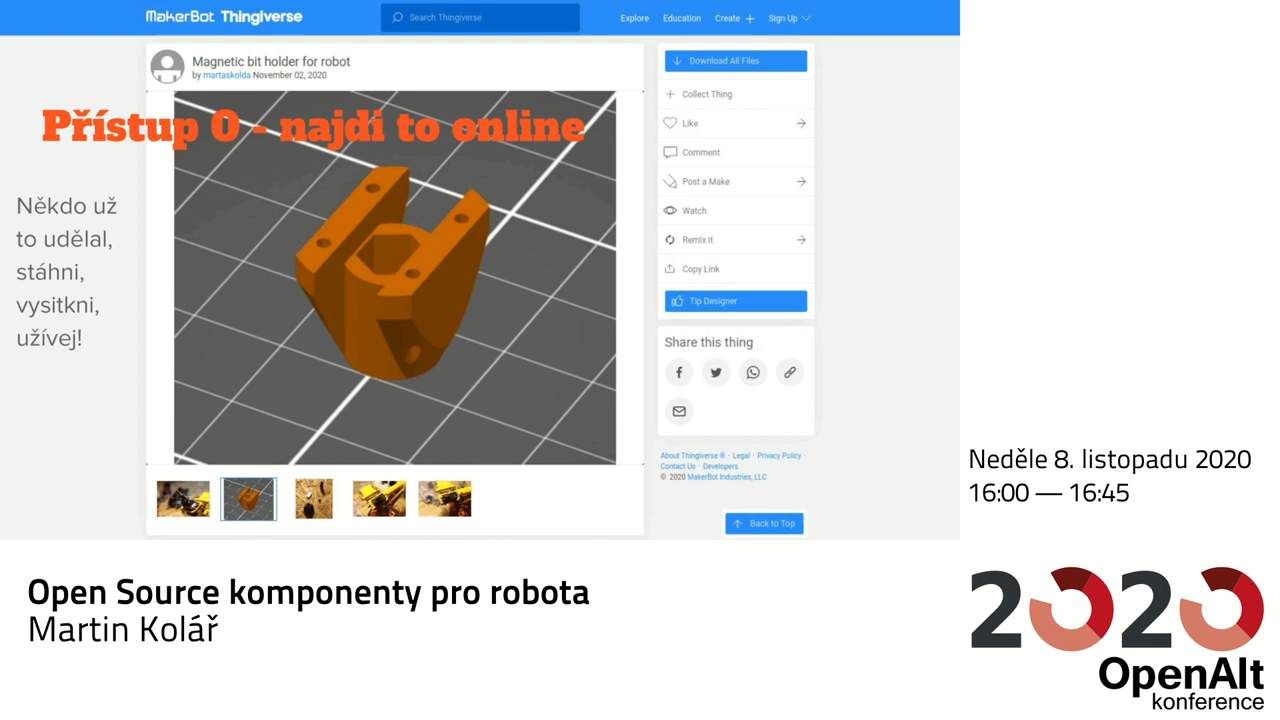 MakerBot Thingiverse
Search Thingiverse
Explore
Education
Create
Sign Up
Magnetic bit holder for robot
by martaskolda November 02, 2020
Přístup 0 - najdi to online
Někdo už
to udělal,
stáhni,
vysitkni,
užívej!
Download All Files
Collect Thing
Like
Comment
Post a Make
Watch
Remix it
Copy Link
Tip Designer
Share this thing
About Thingiverse ® · Legal · Privacy Policy ·
Contact Us · Developers
© 2020 MakerBot Industries, LLC
Back to Top
Neděle 8. listopadu 2020
16:00 — 16:45
Open Source komponenty pro robota
Martin Kolář
2020
OpenAlt
konference